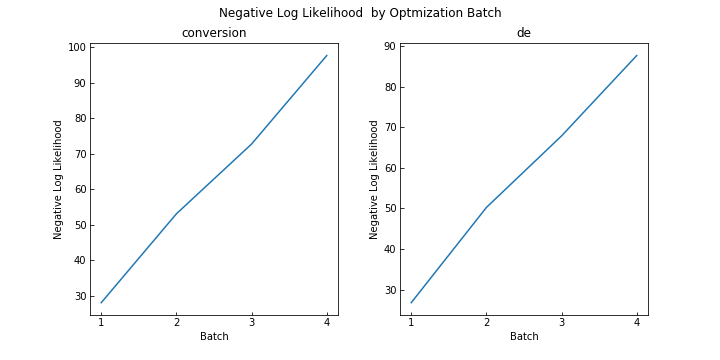 Negative Log Likelihood  by Optmization Batch
conversion
de
100
90
80
70
60
50
40
30
Negative Log Likelihood
1 2 3 4
Batch
90
80
70
60
50
40
30
Negative Log Likelihood
1 2 3 4
Batch